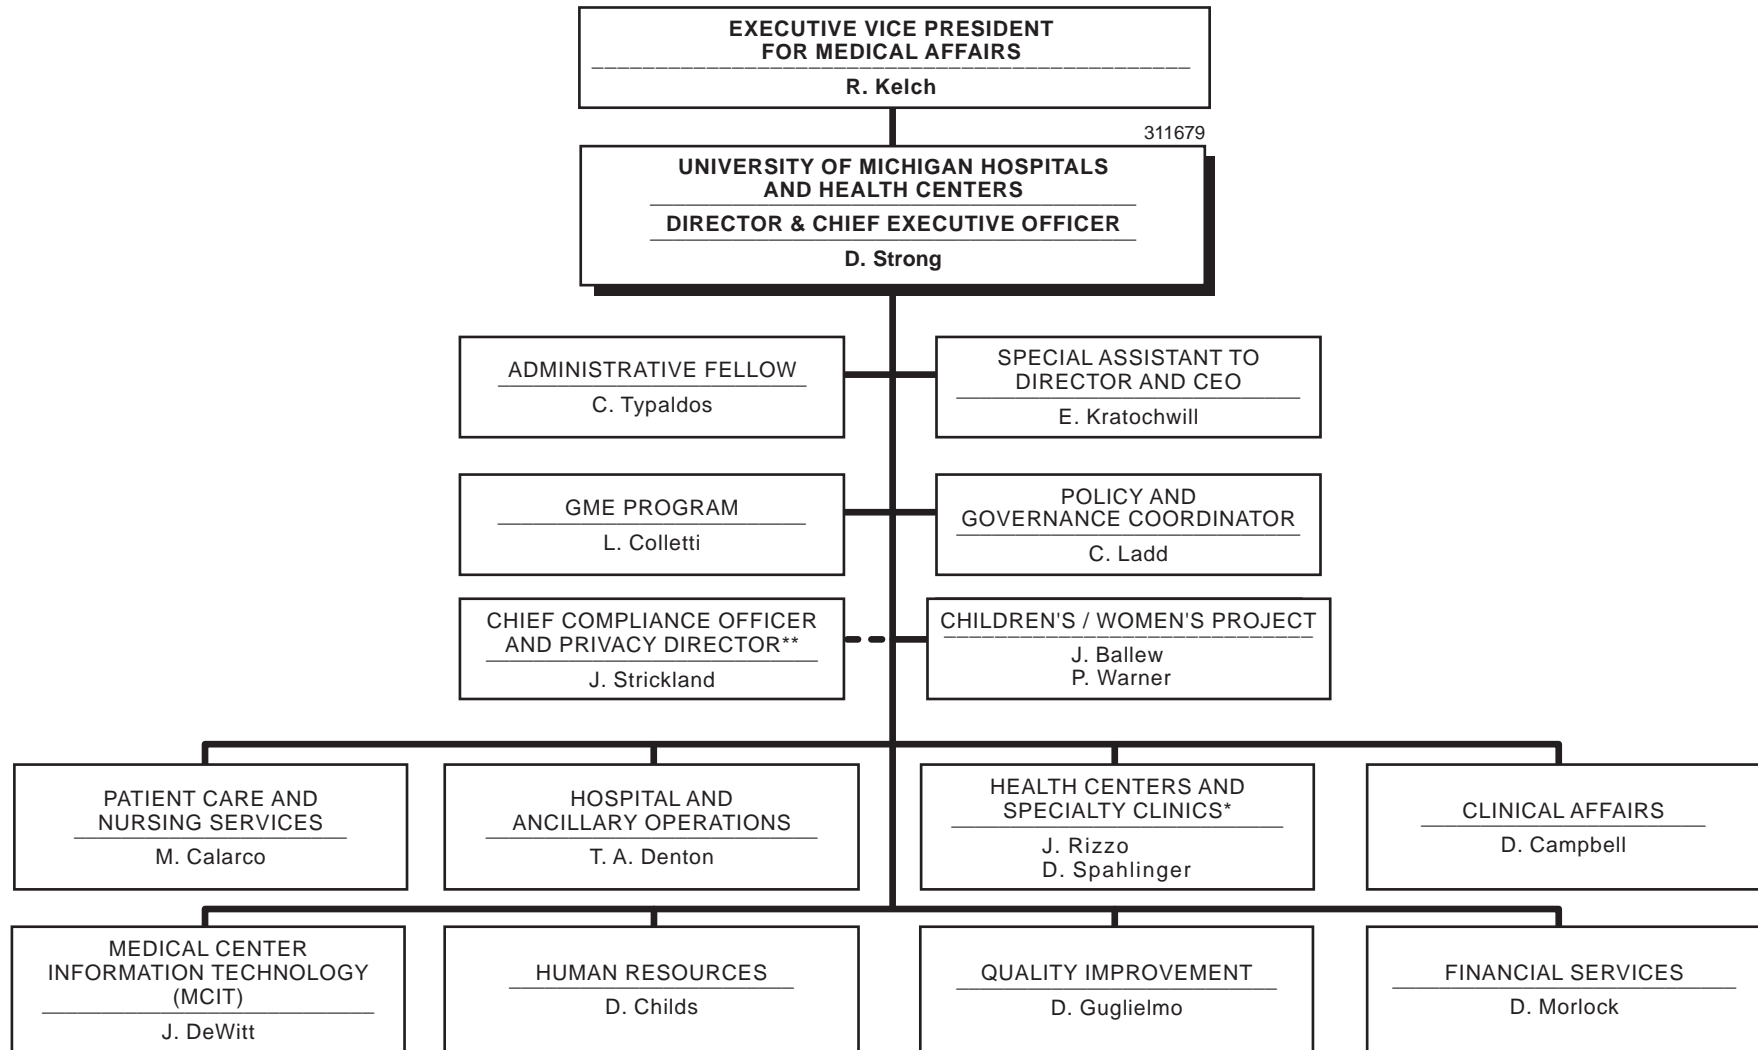 EXECUTIVE VICE PRESIDENT
FOR MEDICAL AFFAIRS
R. Kelch
311679
UNIVERSITY OF MICHIGAN HOSPITALS
AND HEALTH CENTERS
DIRECTOR & CHIEF EXECUTIVE OFFICER
D. Strong
ADMINISTRATIVE FELLOW
C. Typaldos
SPECIAL ASSISTANT TO
DIRECTOR AND CEO
E. Kratochwill
GME PROGRAM
L. Colletti
POLICY AND
GOVERNANCE COORDINATOR
C. Ladd
CHIEF COMPLIANCE OFFICER
AND PRIVACY DIRECTOR**
J. Strickland
CHILDREN'S / WOMEN'S PROJECT
J. Ballew
P. Warner
PATIENT CARE AND
NURSING SERVICES
M. Calarco
HOSPITAL AND
ANCILLARY OPERATIONS
T. A. Denton
HEALTH CENTERS AND
SPECIALTY CLINICS*
J. Rizzo
D. Spahlinger
CLINICAL AFFAIRS
D. Campbell
MEDICAL CENTER
INFORMATION TECHNOLOGY
(MCIT)
J. DeWitt
HUMAN RESOURCES
D. Childs
QUALITY IMPROVEMENT
D. Guglielmo
FINANCIAL SERVICES
D. Morlock